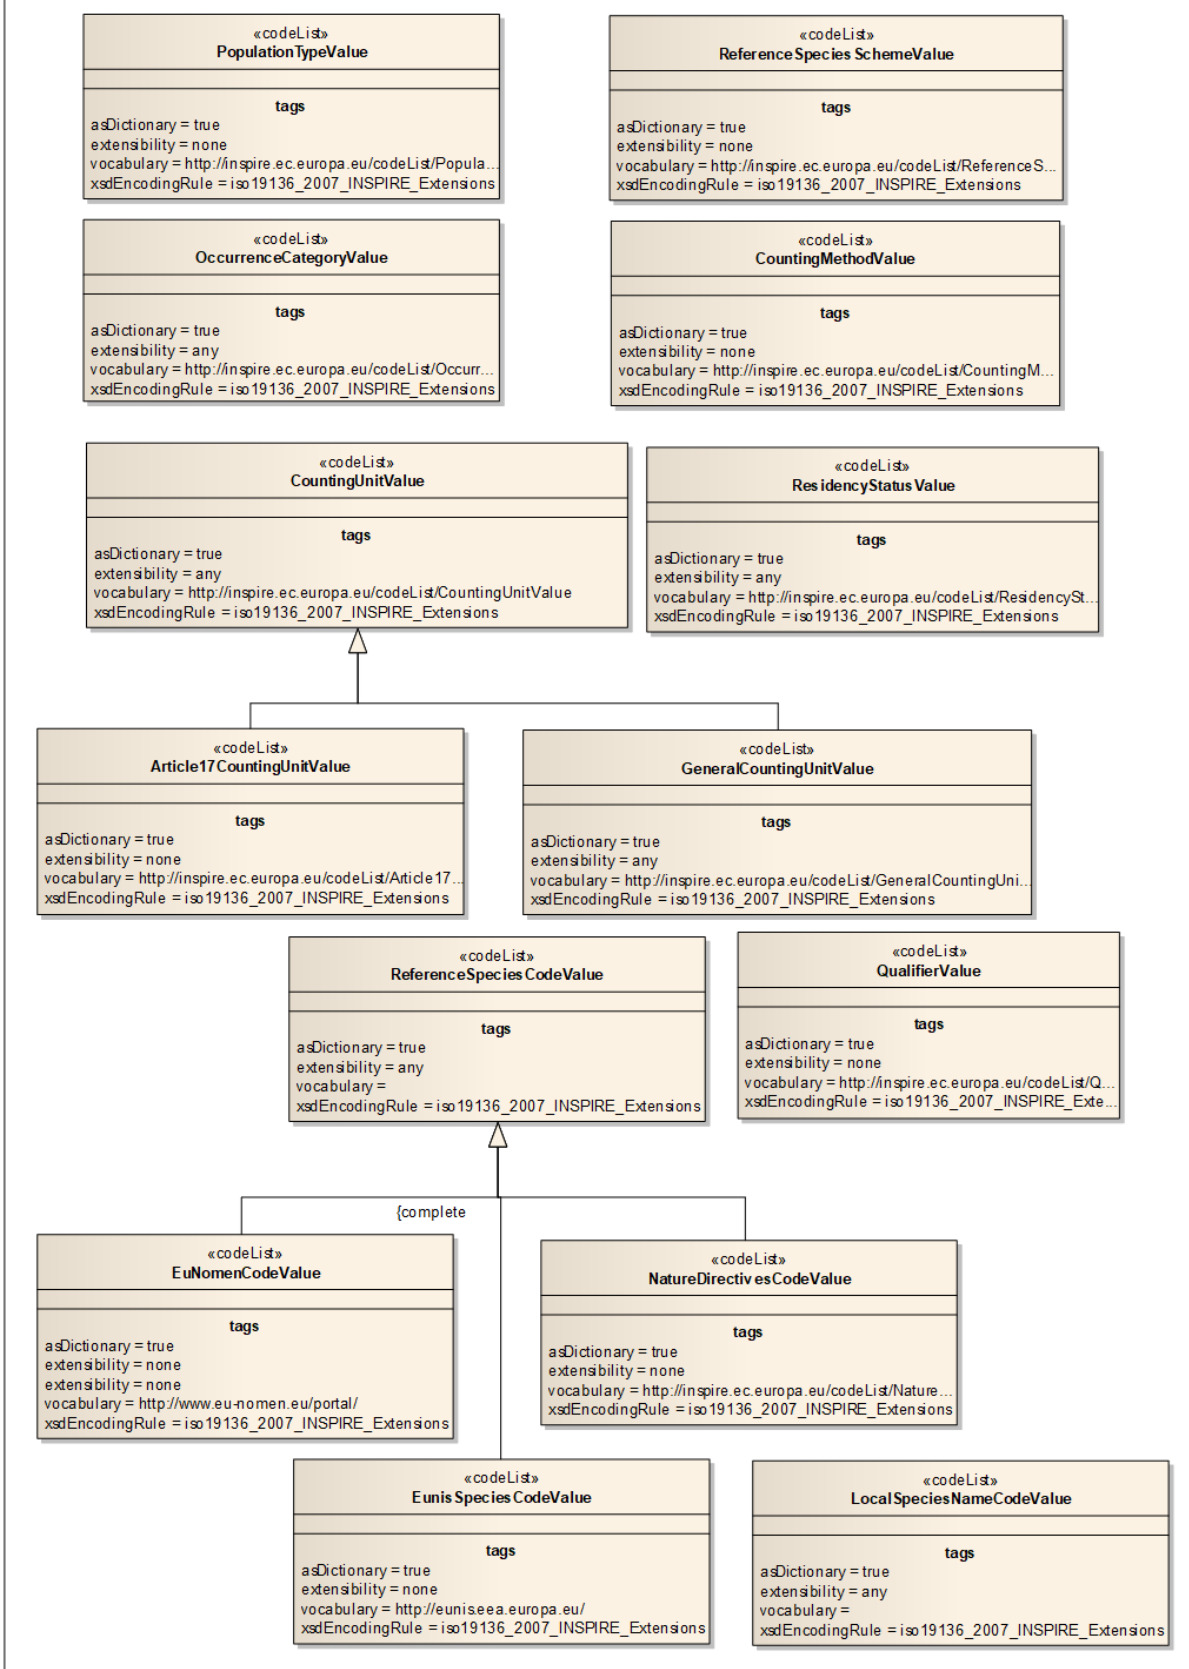 «codeList»
PopulationTypeValue
tags
asDictionary = true
extensibility = none
vocabulary = http://inspire.ec.europa.eu/codeList/Popula...
xsdEncodingRule = iso19136_2007_INSPIRE_Extensions
«codeList»
ReferenceSpeciesSchemeValue
tags
asDictionary = true
extensibility = none
vocabulary = http://inspire.ec.europa.eu/codeList/ReferenceS...
xsdEncodingRule = iso19136_2007_INSPIRE_Extensions
«codeList»
OccurrenceCategoryValue
tags
asDictionary = true
extensibility = any
vocabulary = http://inspire.ec.europa.eu/codeList/Occurr...
xsdEncodingRule = iso19136_2007_INSPIRE_Extensions
«codeList»
CountingMethodValue
tags
asDictionary = true
extensibility = none
vocabulary = http://inspire.ec.europa.eu/codeList/CountingM...
xsdEncodingRule = iso19136_2007_INSPIRE_Extensions
«codeList»
CountingUnitValue
tags
asDictionary = true
extensibility = any
vocabulary = http://inspire.ec.europa.eu/codeList/CountingUnitValue
xsdEncodingRule = iso19136_2007_INSPIRE_Extensions
«codeList»
ResidencyStatusValue
tags
asDictionary = true
extensibility = any
vocabulary = http://inspire.ec.europa.eu/codeList/ResidencySt...
xsdEncodingRule = iso19136_2007_INSPIRE_Extensions
«codeList»
Article17CountingUnitValue
tags
asDictionary = true
extensibility = none
vocabulary = http://inspire.ec.europa.eu/codeList/Article17...
xsdEncodingRule = iso19136_2007_INSPIRE_Extensions
«codeList»
GeneralCountingUnitValue
tags
asDictionary = true
extensibility = any
vocabulary = http://inspire.ec.europa.eu/codeList/GeneralCountingUni...
xsdEncodingRule = iso19136_2007_INSPIRE_Extensions
«codeList»
ReferenceSpeciesCodeValue
tags
asDictionary = true
extensibility = any
vocabulary =
xsdEncodingRule = iso19136_2007_INSPIRE_Extensions
«codeList»
QualifierValue
tags
asDictionary = true
extensibility = none
vocabulary = http://inspire.ec.europa.eu/codeList/Q...
xsdEncodingRule = iso19136_2007_INSPIRE_Exte...
{complete
«codeList»
EuNomenCodeValue
tags
asDictionary = true
extensibility = none
extensibility = none
vocabulary = http://www.eu-nomen.eu/portal/
xsdEncodingRule = iso19136_2007_INSPIRE_Extensions
«codeList»
NatureDirectivesCodeValue
tags
asDictionary = true
extensibility = none
vocabulary = http://inspire.ec.europa.eu/codeList/Nature...
xsdEncodingRule = iso19136_2007_INSPIRE_Extensions
«codeList»
EunisSpeciesCodeValue
tags
asDictionary = true
extensibility = none
vocabulary = http://eunis.eea.europa.eu/
xsdEncodingRule = iso19136_2007_INSPIRE_Extensions
«codeList»
LocalSpeciesNameCodeValue
tags
asDictionary = true
extensibility = any
vocabulary =
xsdEncodingRule = iso19136_2007_INSPIRE_Extensions